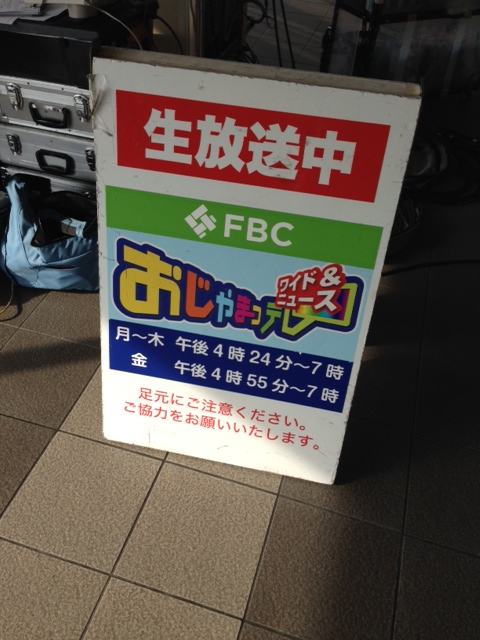 生放送中
FBC
おじゃまっテレ
ワイド&
ニュース
月~木 午後4時24分~7時
金 午後4時55分~7時
足元にご注意ください。
ご協力をお願いいたします。